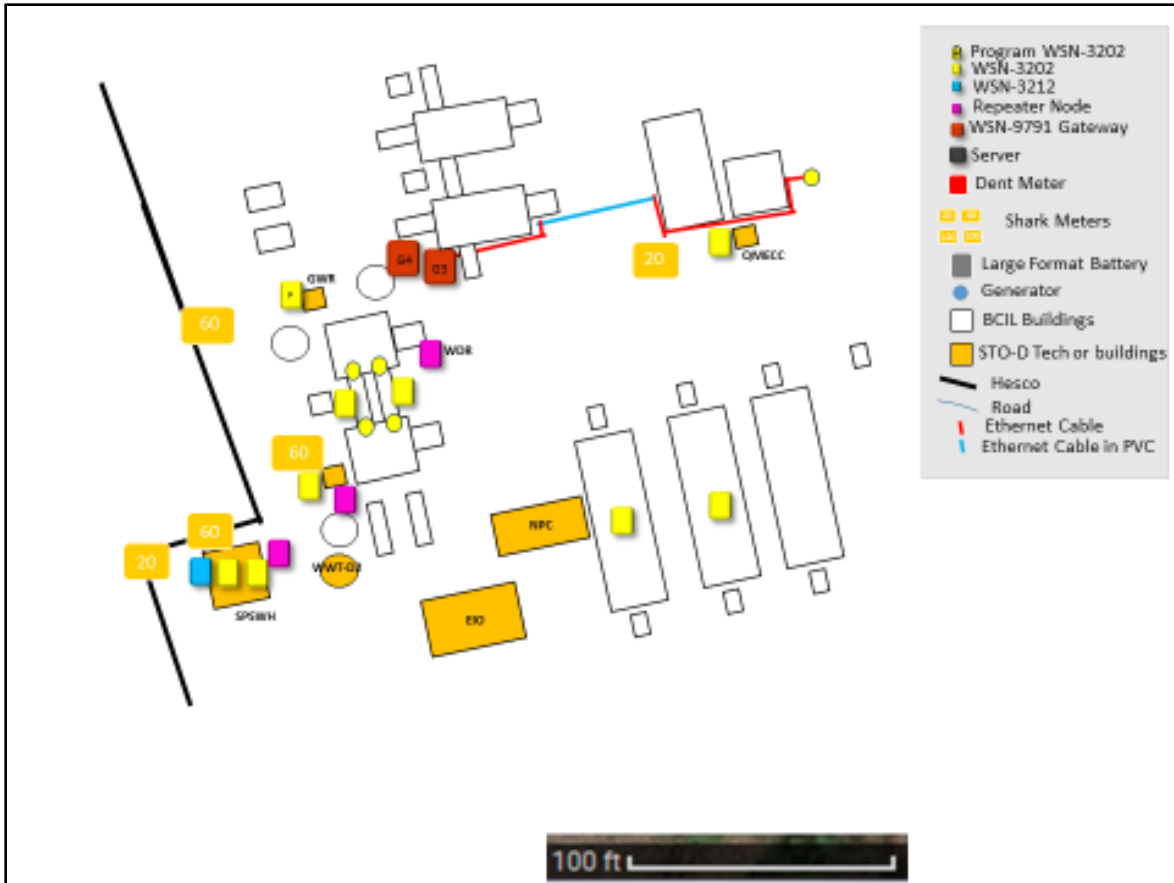 Program WSN-3202
WSN-3202
WSN-3212
Repeater Node
WSN-9791 Gateway
Server
Dent Meter
Shark Meters
Large Format Battery
Generator
BCIL Buildings
STO-D Tech or buildings
Hesco
Road
Ethernet Cable
Ethernet Cable in PVC
G4
G3
20
QMECC
GWR
P
60
WOR
60
60
20
NPC
WWT-D2
SPSWH
EIO
100 ft